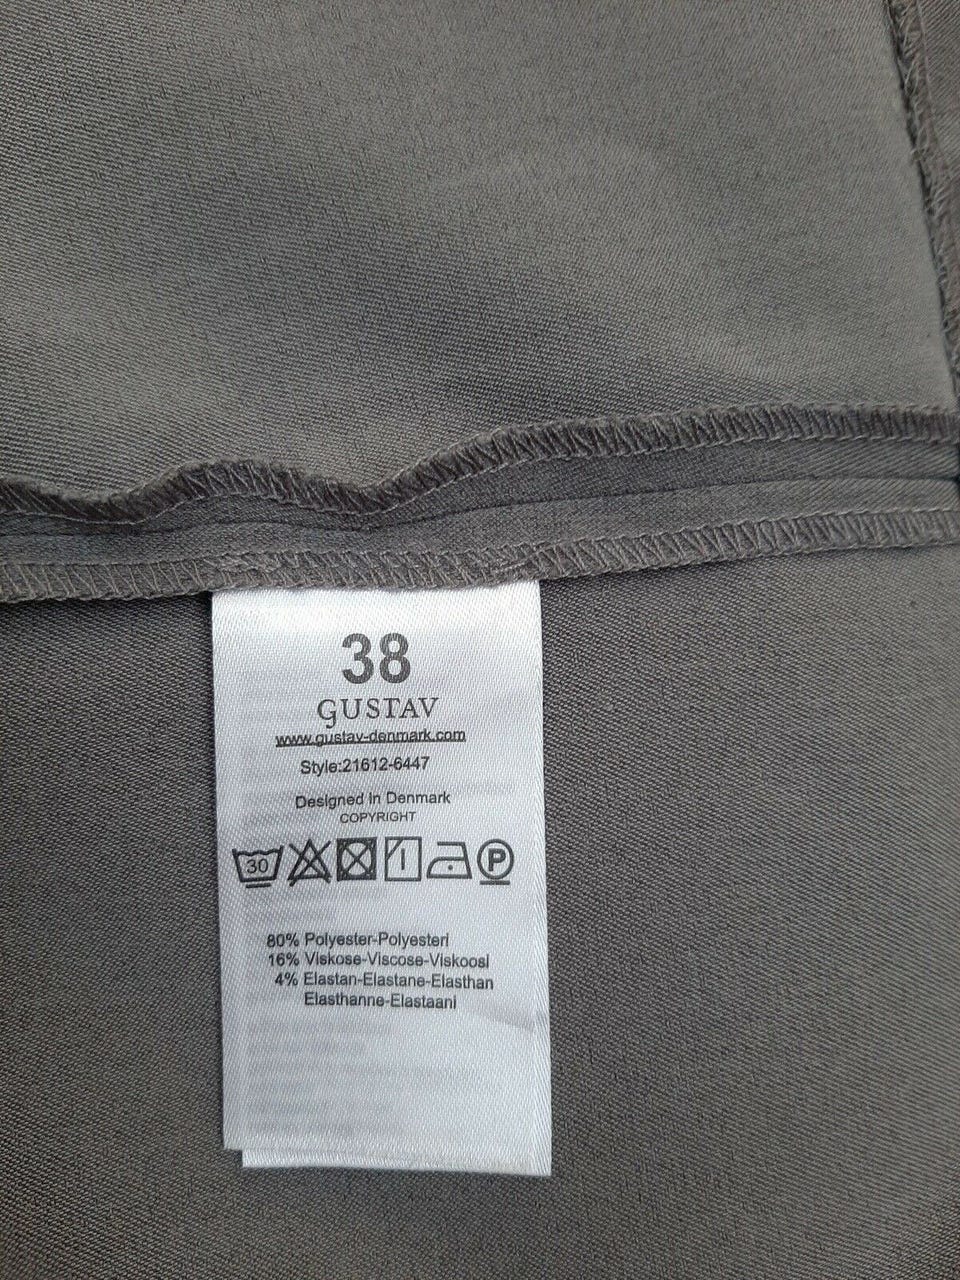 38
GUSTAV
www.gustav-denmark.com
Style:21612-6447
Designed in Denmark
COPYRIGHT
30 P
80% Polyester-Polyesteri
16% Viskose-Viscose-Viskoosi
4% Elastan-Elastane-Elasthan
Elasthanne-Elastaani